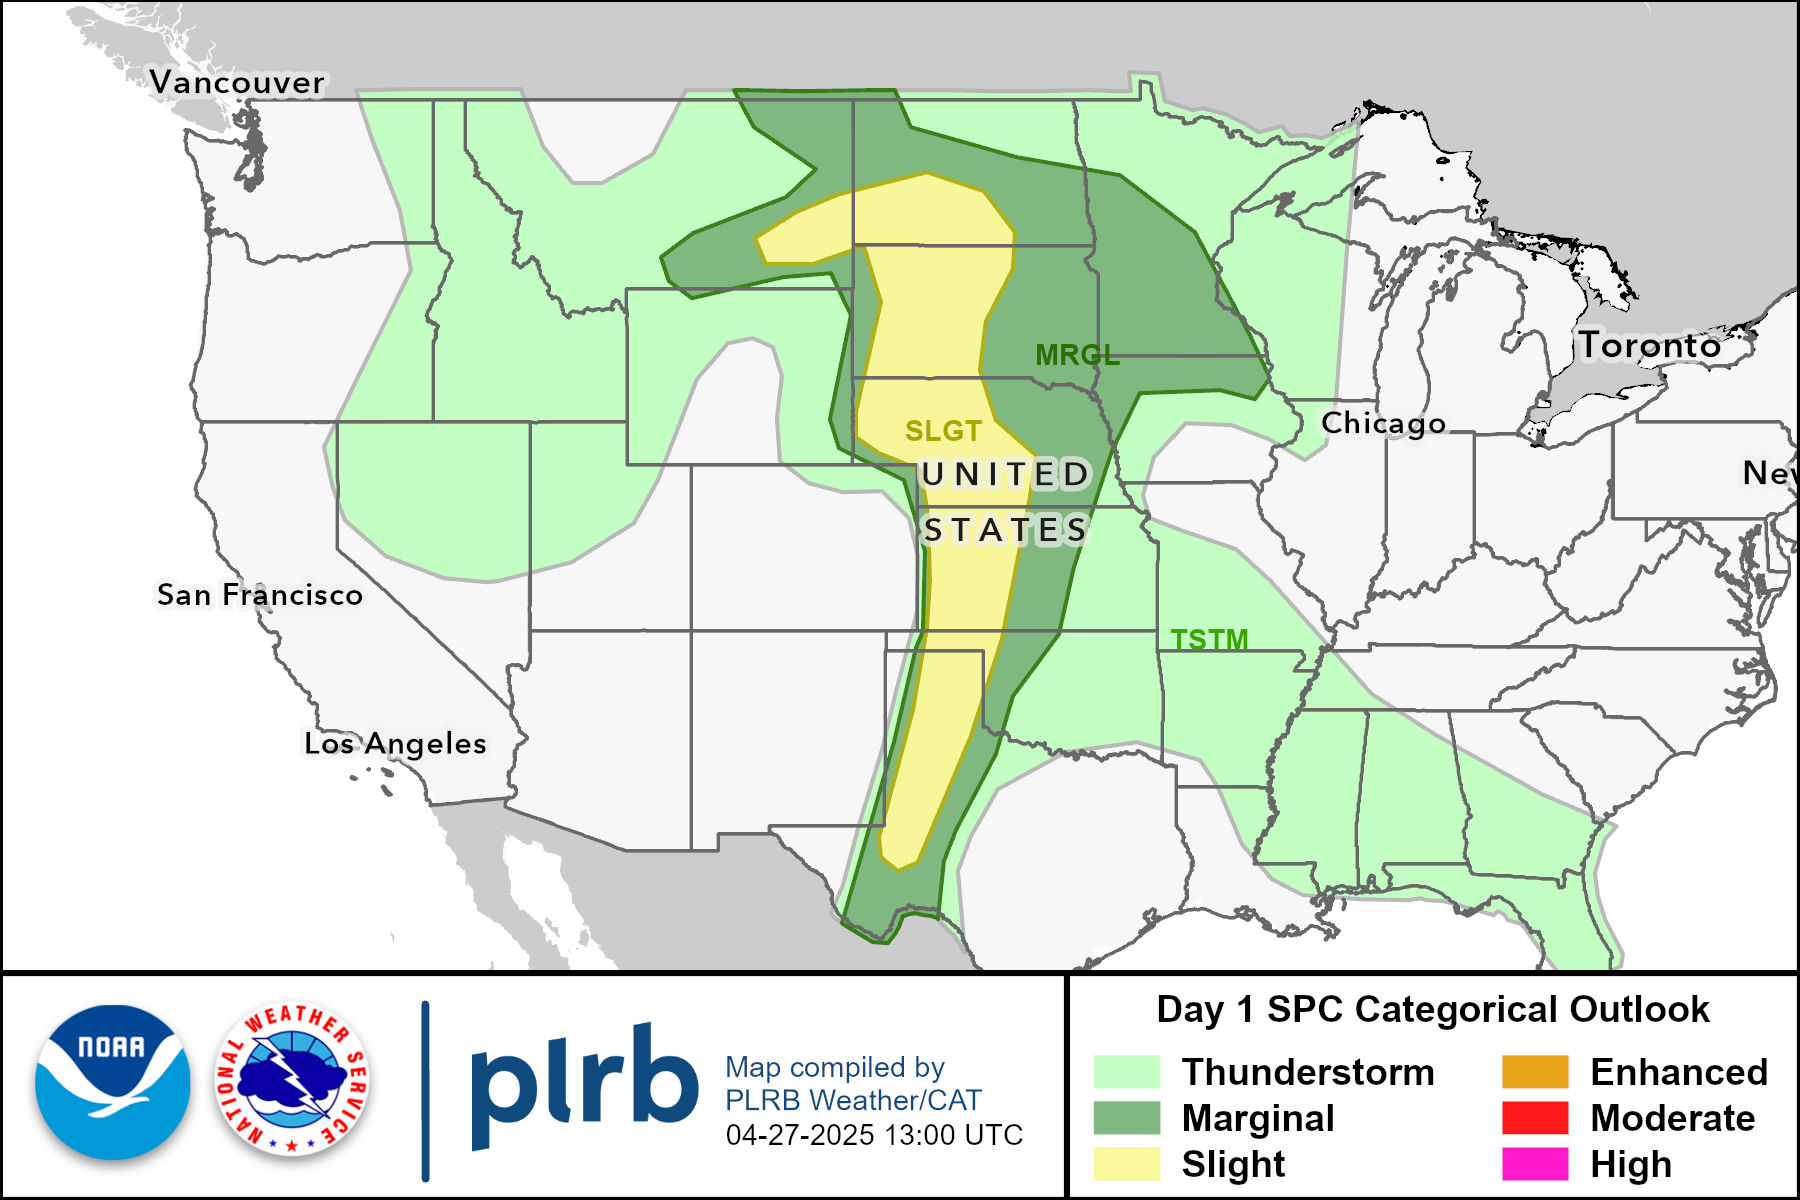 Vancouver
MRGL
Toronto
Chicago
SLGT
UNITED
New
STATES
San Francisco
TSTM
Los Angeles
NOAA
NATIONAL WEATHER SERVICE
plrb
Map compiled by
PLRB Weather/CAT
04-27-2025 13:00 UTC
Day 1 SPC Categorical Outlook
Thunderstorm
Marginal
Slight
Enhanced
Moderate
High